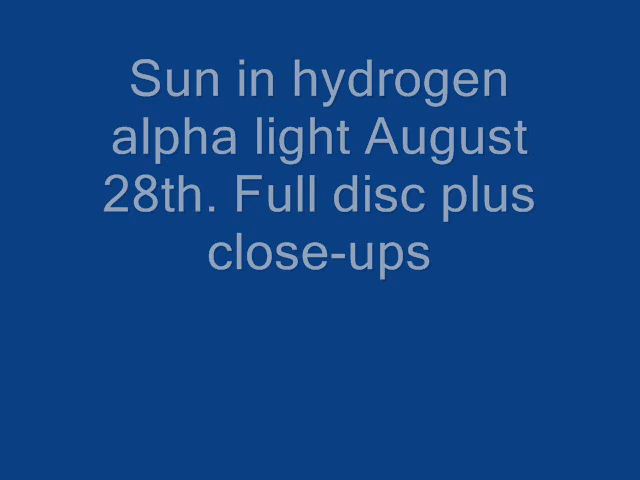 Sun in hydrogen
alpha light August
28th. Full disc plus
close-ups